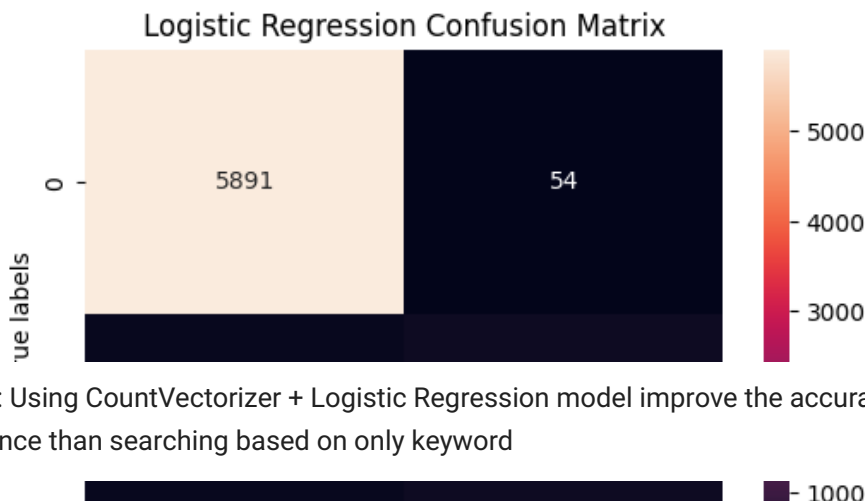 Logistic Regression Confusion Matrix
5891 54
0
5000
4000
3000
ue labels
: Using CountVectorizer + Logistic Regression model improve the accura
nce than searching based on only keyword
1000